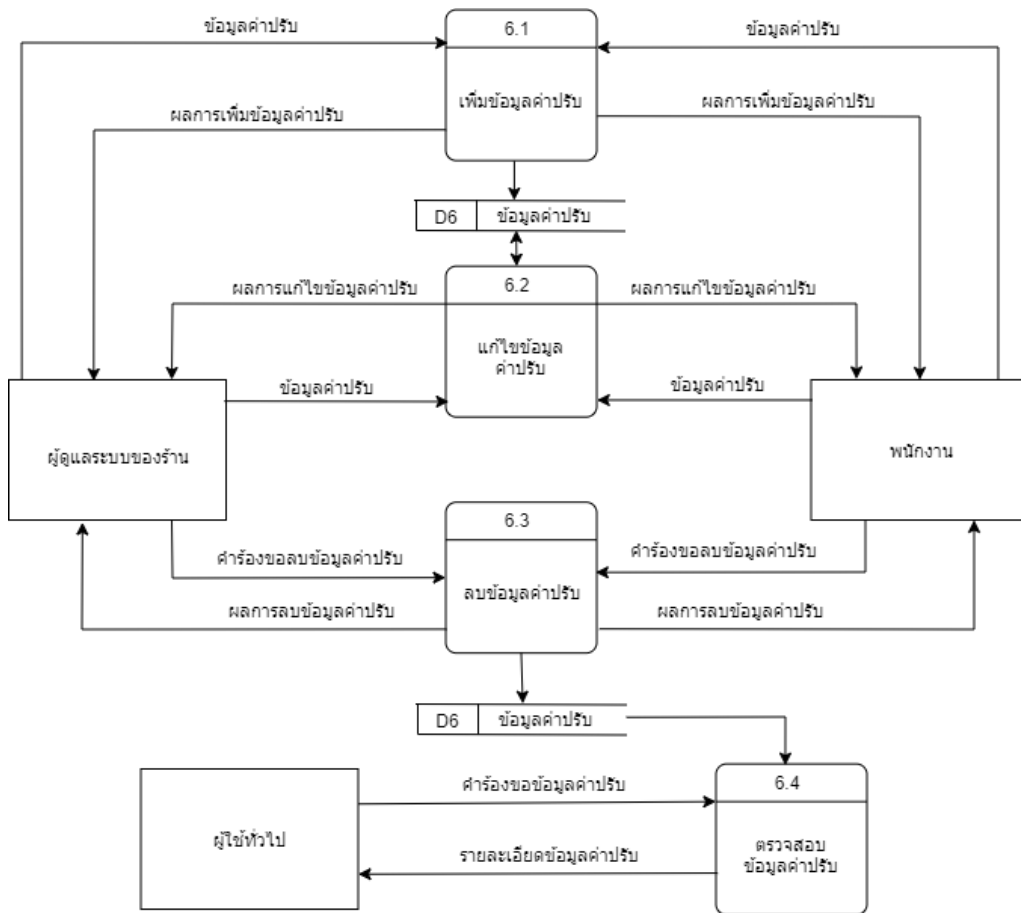 ข้อมูลค่าปรับ
6.1
ข้อมูลค่าปรับ
เพิ่มข้อมูลค่าปรับ
ผลการเพิ่มข้อมูลค่าปรับ
ผลการเพิ่มข้อมูลค่าปรับ
D6 ข้อมูลค่าปรับ
ผลการแก้ไขข้อมูลค่าปรับ
6.2
ผลการแก้ไขข้อมูลค่าปรับ
แก้ไขข้อมูล
ค่าปรับ
ข้อมูลค่าปรับ
ข้อมูลค่าปรับ
ผู้ดูแลระบบของร้าน
พนักงาน
6.3
คำร้องขอลบข้อมูลค่าปรับ
คำร้องขอลบข้อมูลค่าปรับ
ลบข้อมูลค่าปรับ
ผลการลบข้อมูลค่าปรับ
ผลการลบข้อมูลค่าปรับ
D6 ข้อมูลค่าปรับ
คำร้องขอข้อมูลค่าปรับ
6.4
ผู้ใช้ทั่วไป
ตรวจสอบ
ข้อมูลค่าปรับ
รายละเอียดข้อมูลค่าปรับ